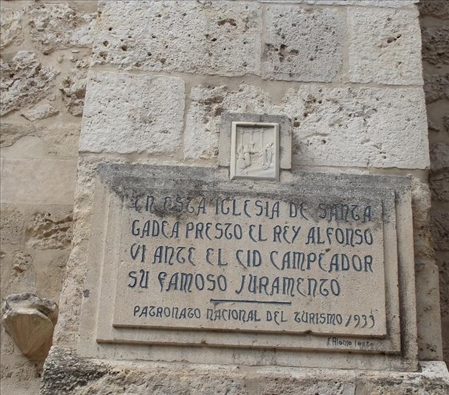 EN ESTA IGLESIA DE SANTA
GADEA PRESTO EL REY ALFONSO
VI ANTE EL CID CAMPEADOR
SU FAMOSO JURAMENTO
PATRONATO NACIONAL DEL TURISMO/1933